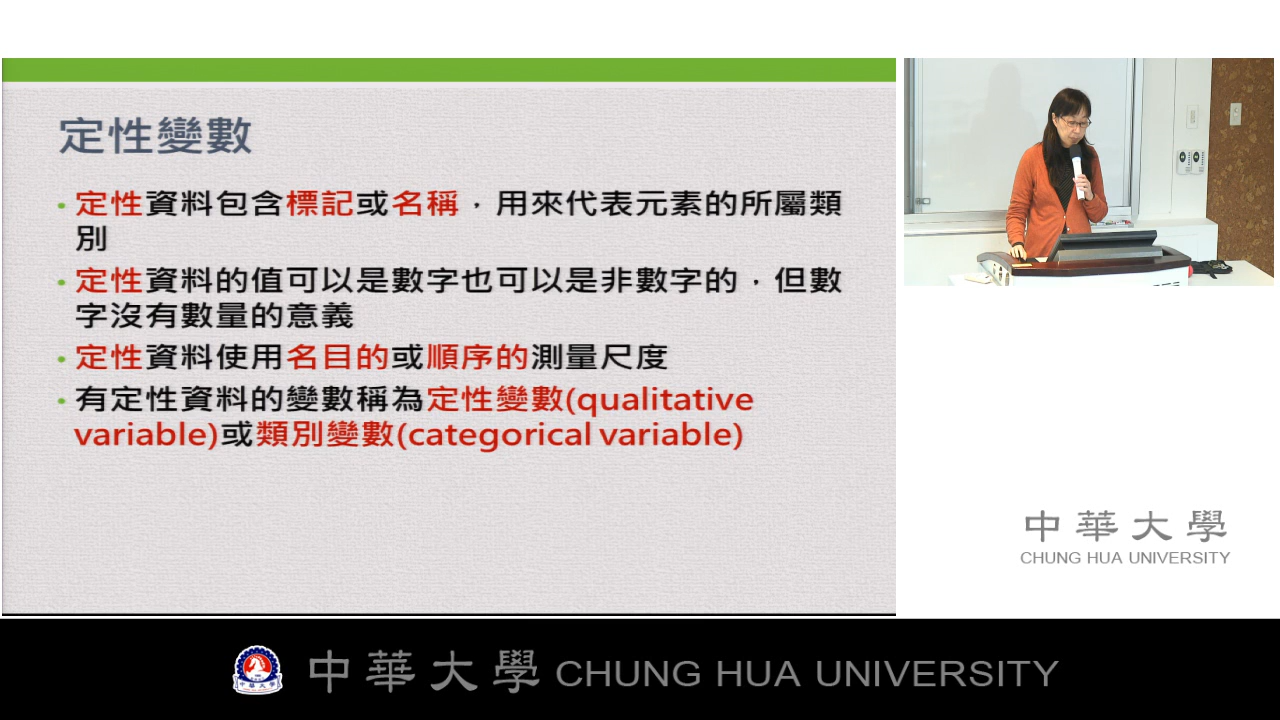 定性變數
• 定性資料包含標記或名稱，用來代表元素的所屬類
別
• 定性資料的值可以是數字也可以是非數字的，但數
字沒有數量的意義
• 定性資料使用名目的或順序的測量尺度
• 有定性資料的變數稱為定性變數(qualitative
variable)或類別變數(categorical variable)
中華大學
CHUNG HUA UNIVERSITY
中華大學 CHUNG HUA UNIVERSITY